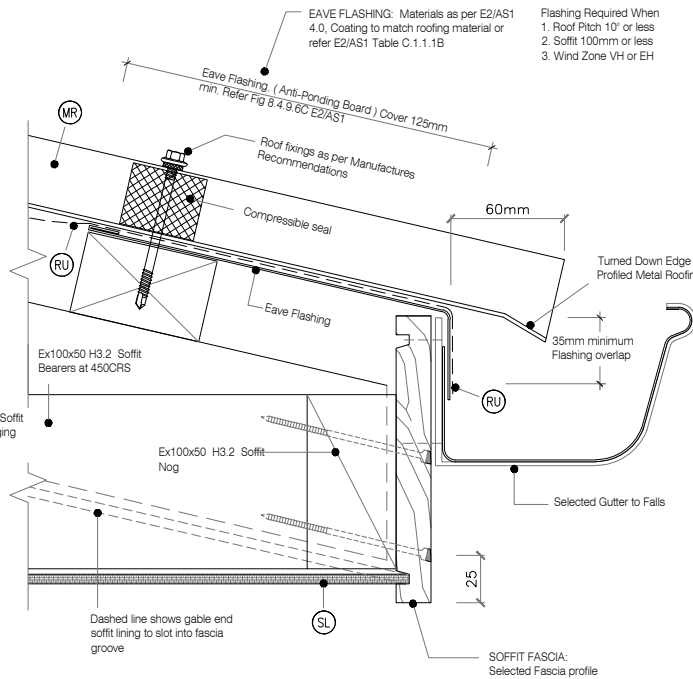 EAVE FLASHING: Materials as per E2/AS1
4.0, Coating to match roofing material or
refer E2/AS1 Table C.1.1.1B
Flashing Required When
1. Roof Pitch 10° or less
2. Soffit 100mm or less
3. Wind Zone VH or EH
Eave Flashing. ( Anti-Ponding Board ) Cover 125mm
min. Refer Fig 8.4.9.6C E2/AS1
MR
Roof fixings as per Manufactures
Recommendations
Compressible seal
60mm
RU
Turned Down Edge
Profiled Metal Roofin
Eave Flashing
35mm minimum
Flashing overlap
Ex100x50 H3.2 Soffit
Bearers at 450CRS
RU
Soffit
ging
Ex100x50 H3.2 Soffit
Nog
Selected Gutter to Falls
25
Dashed line shows gable end
soffit lining to slot into fascia
groove
SL
SOFFIT FASCIA:
Selected Fascia profile